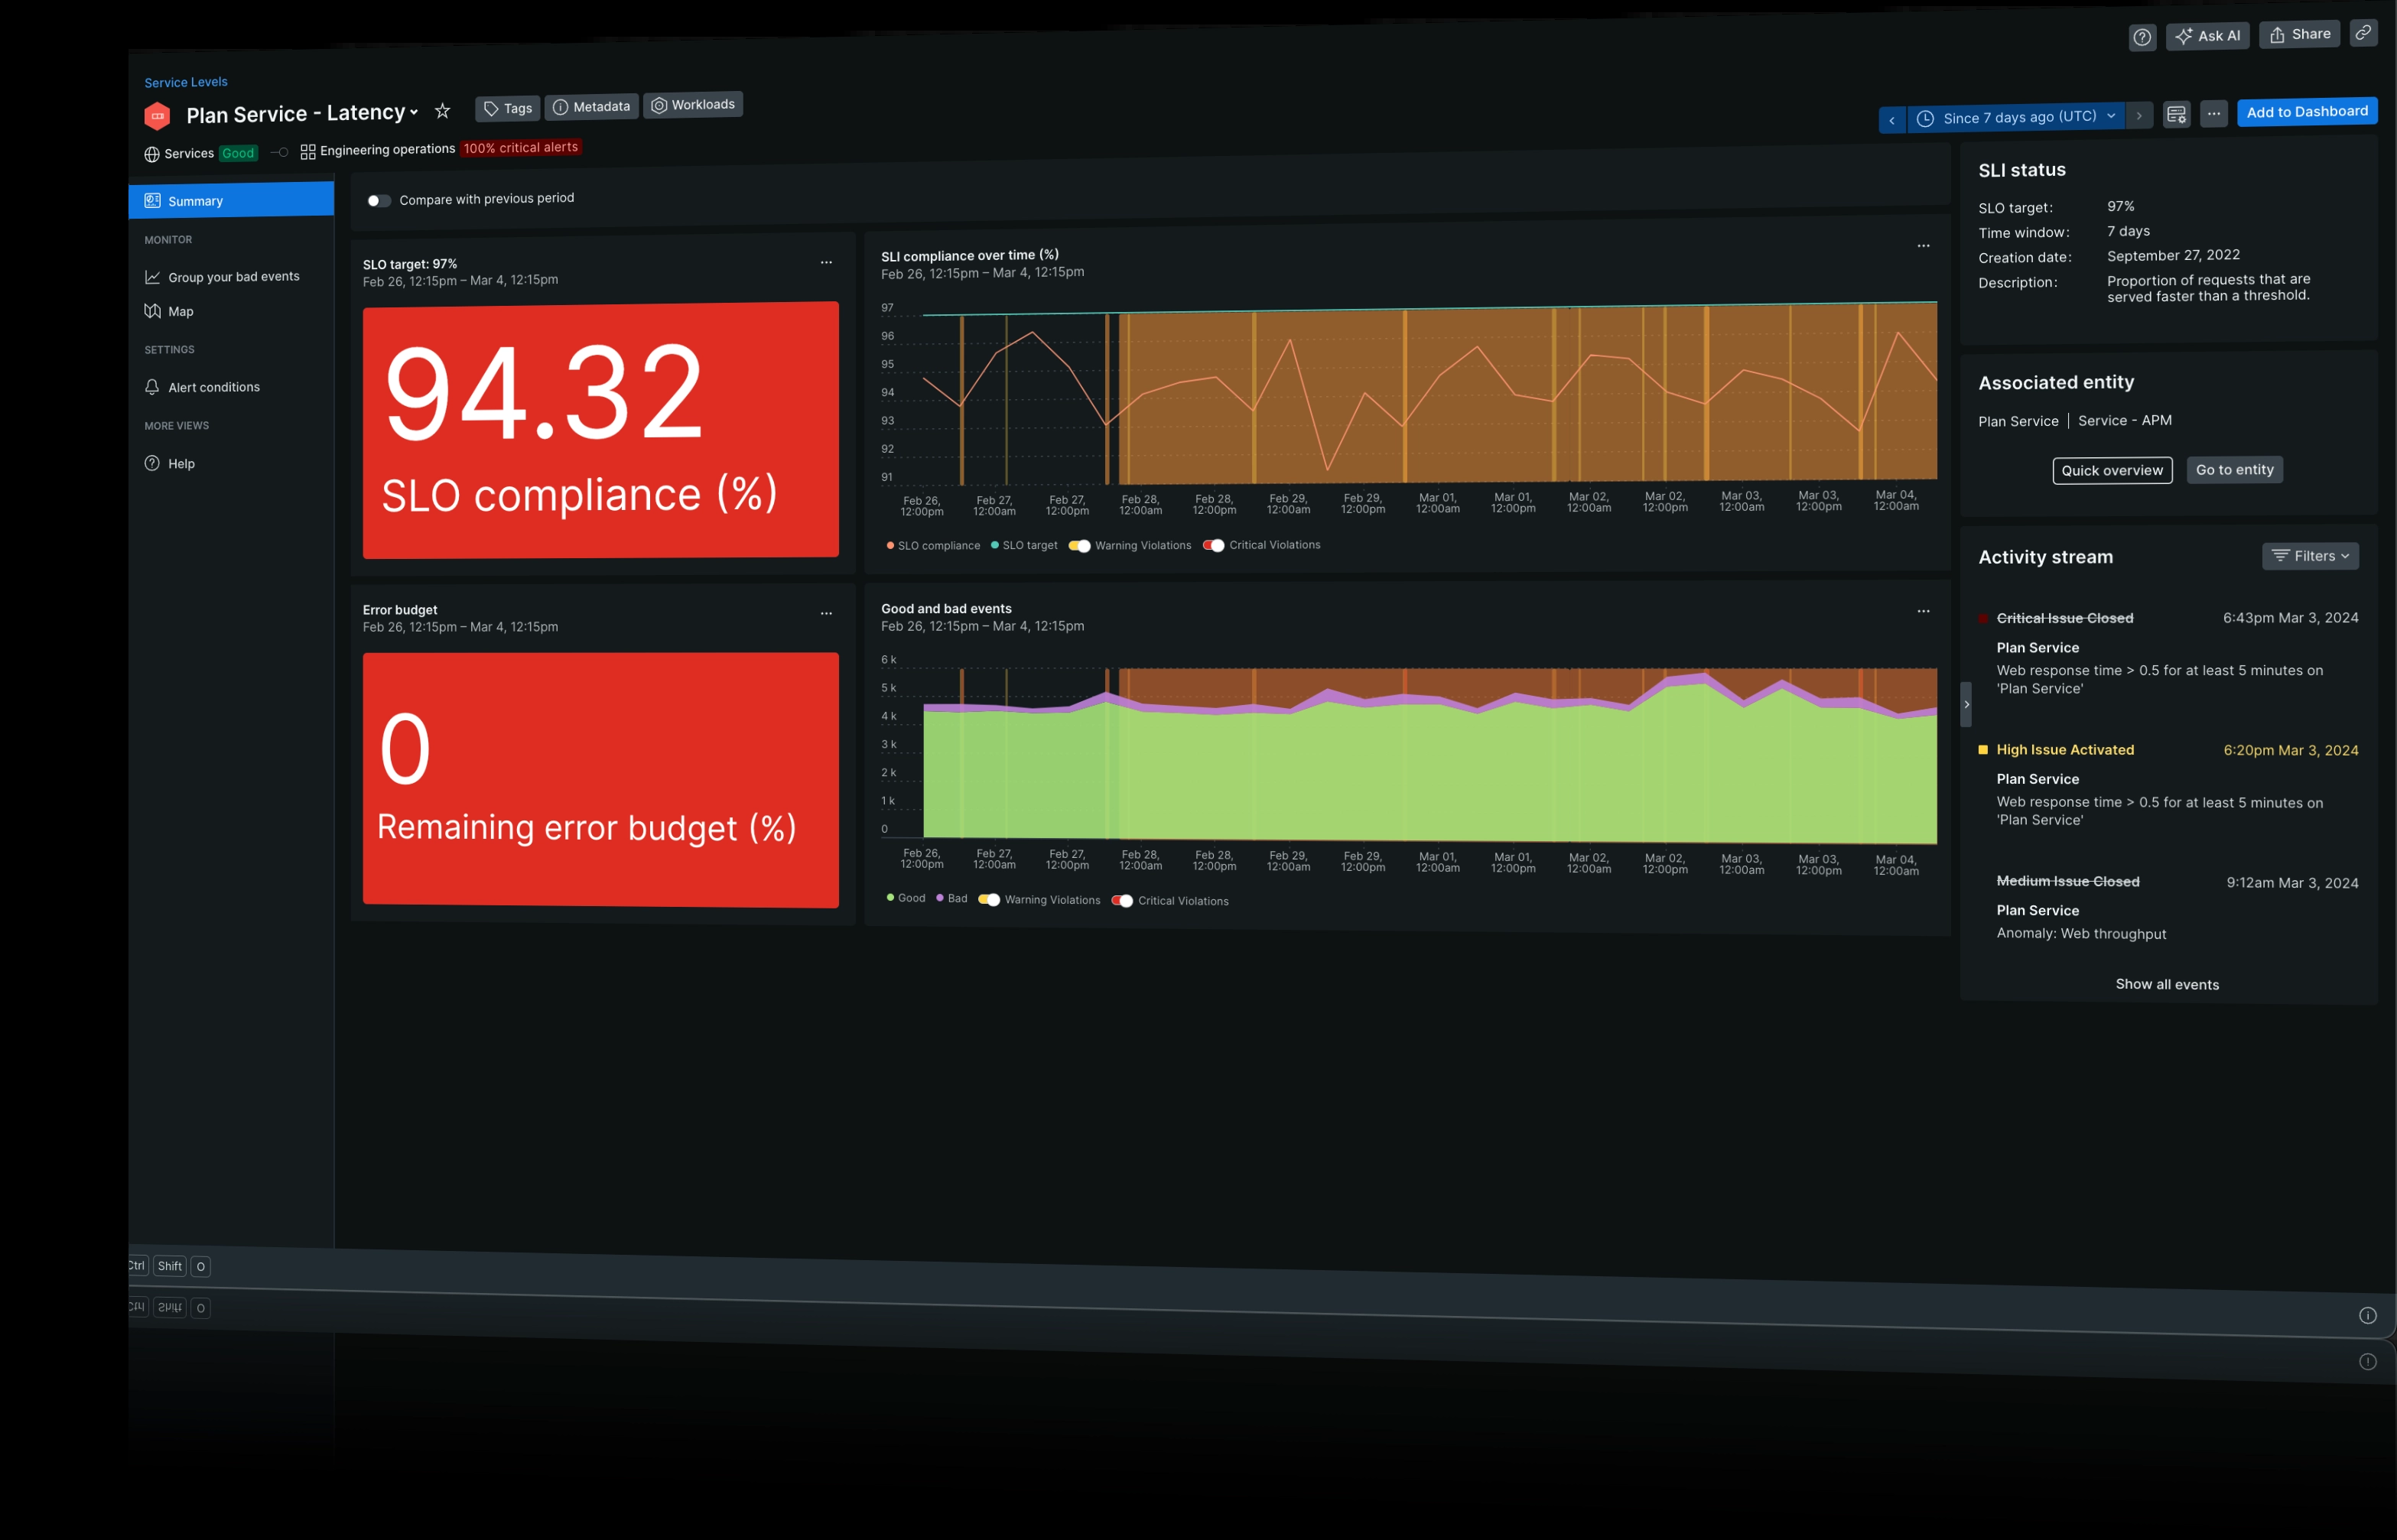 Ask AI
Share
Service Levels
Plan Service - Latency
Tags
Metadata
Workloads
Since 7 days ago (UTC)
Add to Dashboard
Services Good
Engineering operations 100% critical alerts
Summary
MONITOR
Group your bad events
Map
SETTINGS
Alert conditions
MORE VIEWS
Help
Compare with previous period
SLO target: 97%
Feb 26, 12:15pm – Mar 4, 12:15pm
94.32
SLO compliance (%)
SLI compliance over time (%)
Feb 26, 12:15pm – Mar 4, 12:15pm
97
96
95
94
93
92
91
Feb 26, Feb 27, Feb 27, Feb 28, Feb 28, Feb 29, Feb 29, Mar 01, Mar 01, Mar 02, Mar 02, Mar 03, Mar 03, Mar 04,
12:00pm 12:00am 12:00pm 12:00am 12:00pm 12:00am 12:00pm 12:00am 12:00pm 12:00am 12:00pm 12:00am 12:00pm 12:00am
SLO compliance SLO target Warning Violations Critical Violations
Error budget
Feb 26, 12:15pm – Mar 4, 12:15pm
0
Remaining error budget (%)
Good and bad events
Feb 26, 12:15pm – Mar 4, 12:15pm
6 k
5 k
4 k
3 k
2 k
1 k
0
Feb 26, Feb 27, Feb 27, Feb 28, Feb 28, Feb 29, Feb 29, Mar 01, Mar 01, Mar 02, Mar 02, Mar 03, Mar 03, Mar 04,
12:00pm 12:00am 12:00pm 12:00am 12:00pm 12:00am 12:00pm 12:00am 12:00pm 12:00am 12:00pm 12:00am 12:00pm 12:00am
Good Bad Warning Violations Critical Violations
SLI status
SLO target: 97%
Time window: 7 days
Creation date: September 27, 2022
Description: Proportion of requests that are
served faster than a threshold.
Associated entity
Plan Service | Service - APM
Quick overview
Go to entity
Activity stream
Filters
Critical Issue Closed 6:43pm Mar 3, 2024
Plan Service
Web response time > 0.5 for at least 5 minutes on
'Plan Service'
High Issue Activated 6:20pm Mar 3, 2024
Plan Service
Web response time > 0.5 for at least 5 minutes on
'Plan Service'
Medium Issue Closed 9:12am Mar 3, 2024
Plan Service
Anomaly: Web throughput
Show all events
Ctrl Shift O
Ctrl Shift O